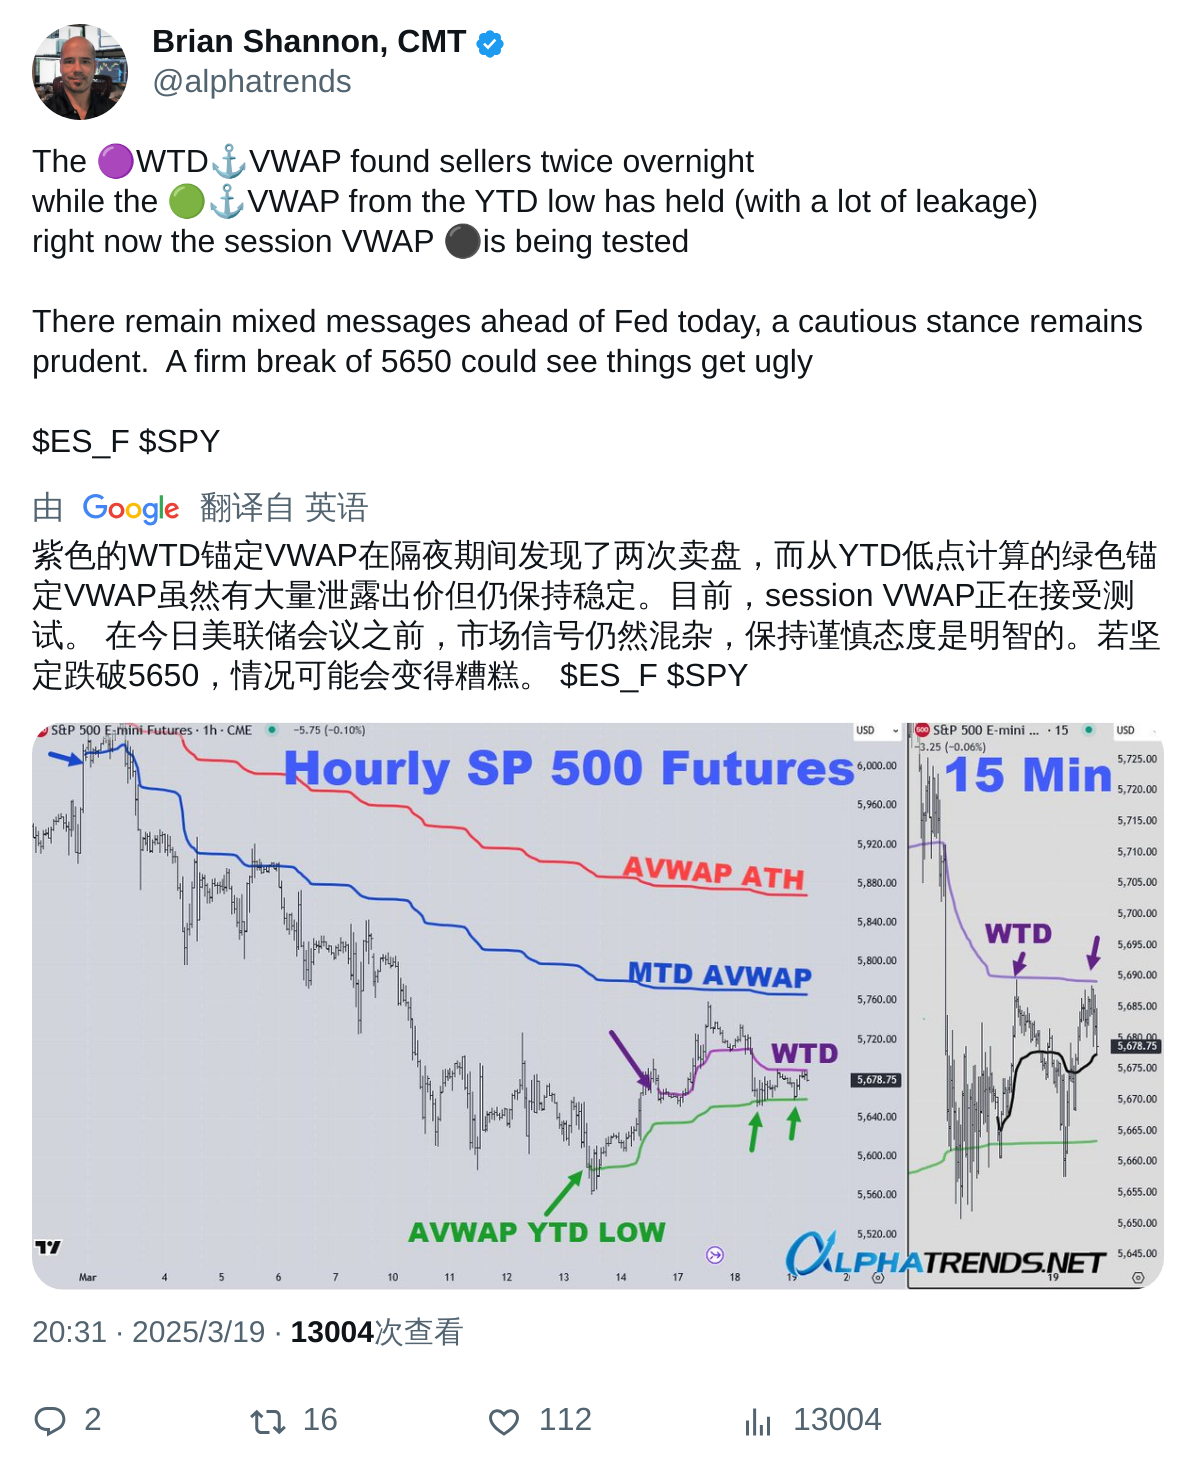 Brian Shannon, CMT
@alphatrends
The 🟣WTD⚓VWAP found sellers twice overnight
while the 🟢⚓VWAP from the YTD low has held (with a lot of leakage)
right now the session VWAP ⚫is being tested
There remain mixed messages ahead of Fed today, a cautious stance remains
prudent.  A firm break of 5650 could see things get ugly
$ES_F $SPY
由 Google 翻译自 英语
紫色的WTD锚定VWAP在隔夜期间发现了两次卖盘，而从YTD低点计算的绿色锚
定VWAP虽然有大量泄露出价但仍保持稳定。目前，session VWAP正在接受测
试。 在今日美联储会议之前，市场信号仍然混杂，保持谨慎态度是明智的。若坚
定跌破5650，情况可能会变得糟糕。 $ES_F $SPY
S&P 500 E-mini Futures · 1h · CME
−5.75 (−0.10%)
USD
Hourly SP 500 Futures
6,000.00
5,960.00
5,920.00
5,880.00
5,840.00
5,800.00
5,760.00
5,720.00
5,678.75
5,640.00
5,600.00
5,560.00
5,520.00
AVWAP ATH
MTD AVWAP
WTD
AVWAP YTD LOW
Mar
4
5
6
7
10
11
12
13
14
17
18
19
500
S&P 500 E-mini ... · 15
USD
−3.25 (−0.06%)
15 Min
5,725.00
5,720.00
5,715.00
5,710.00
5,705.00
5,700.00
5,695.00
5,690.00
5,685.00
5,680.00
5,678.75
5,675.00
5,670.00
5,665.00
5,660.00
5,655.00
5,650.00
5,645.00
WTD
ALPHATRENDS.NET
19
20:31 · 2025/3/19 · 13004次查看
2
16
112
13004